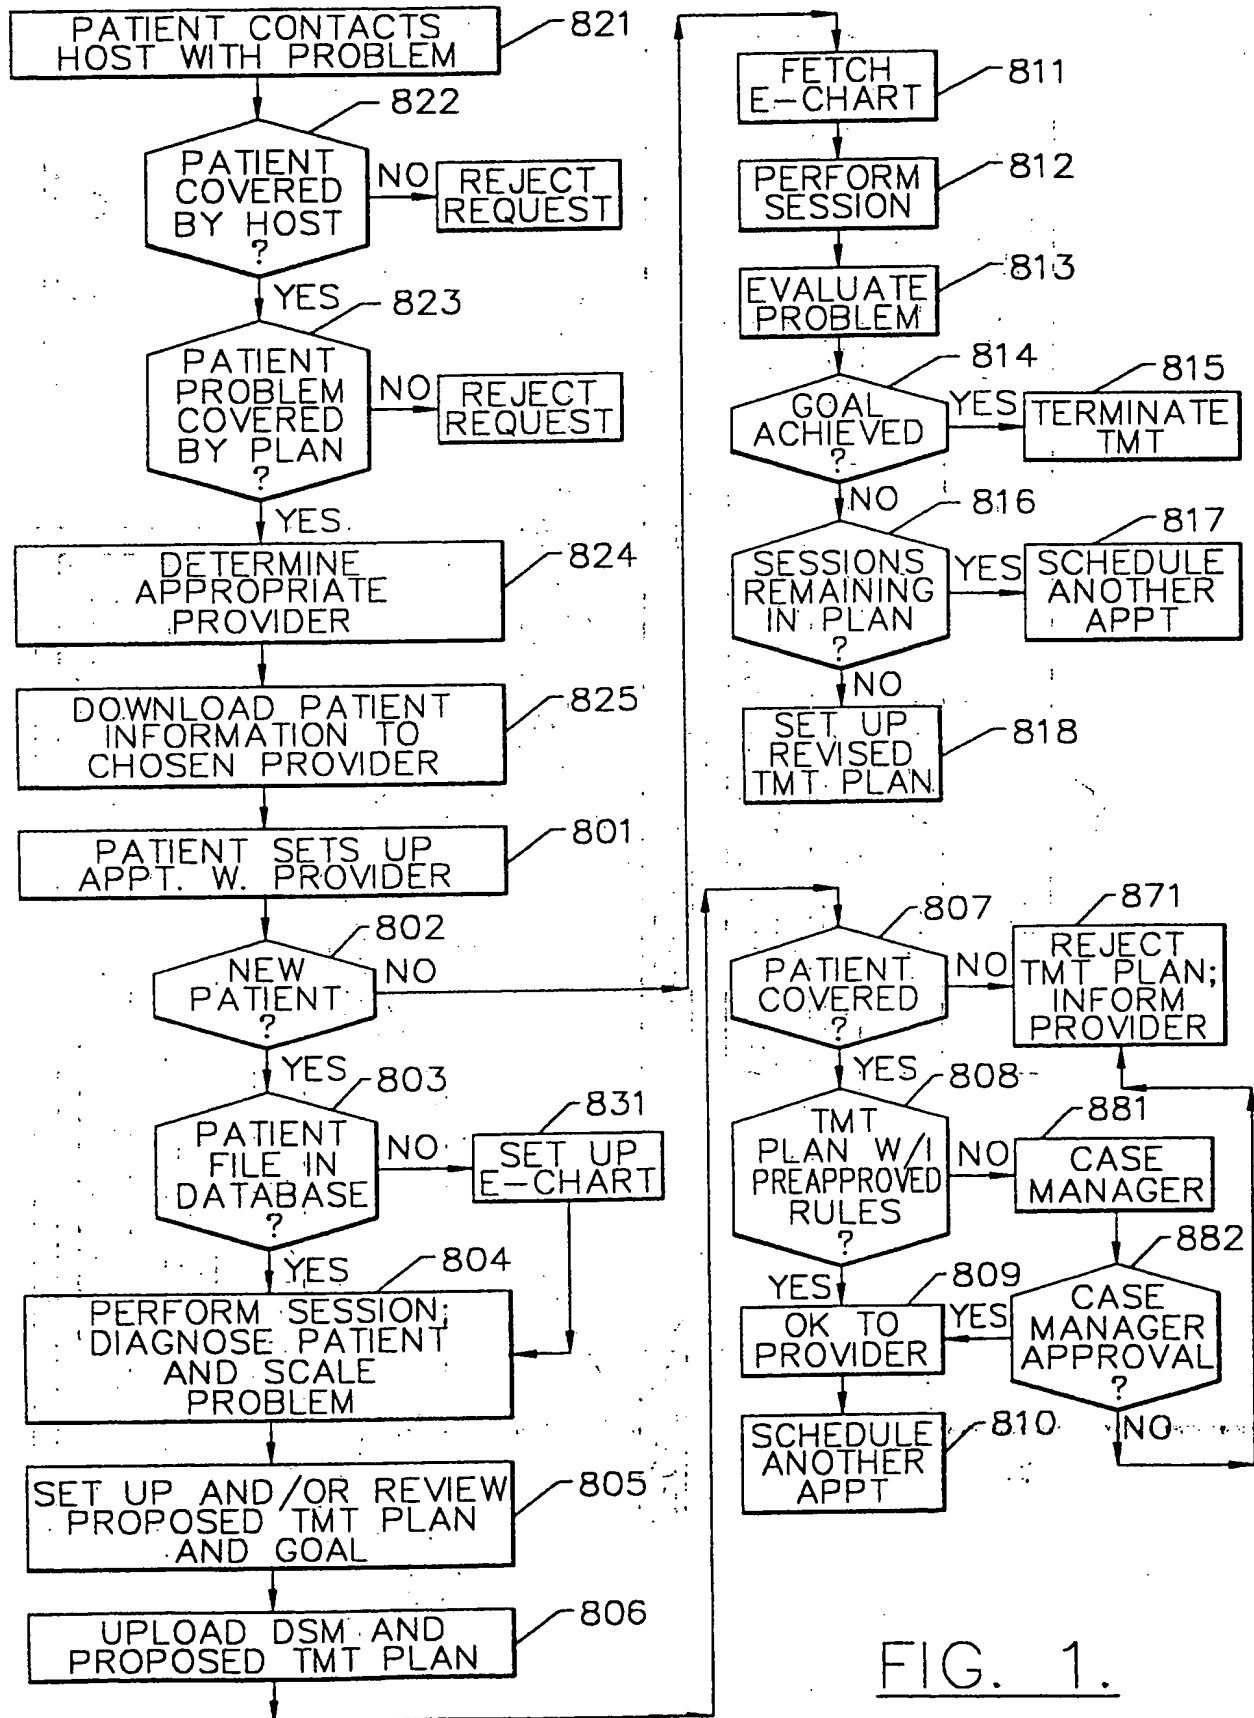 PATIENT CONTACTS
HOST WITH PROBLEM
821
822
PATIENT
COVERED
BY HOST
?
NO
REJECT
REQUEST
YES
823
PATIENT
PROBLEM
COVERED
BY PLAN
?
NO
REJECT
REQUEST
YES
DETERMINE
APPROPRIATE
PROVIDER
824
DOWNLOAD PATIENT
INFORMATION TO
CHOSEN PROVIDER
825
PATIENT SETS UP
APPT. W. PROVIDER
801
802
NEW
PATIENT
?
NO
YES
803
PATIENT
FILE IN
DATABASE
?
NO
831
SET UP
E-CHART
YES
804
PERFORM SESSION;
DIAGNOSE PATIENT
AND SCALE
PROBLEM
SET UP AND/OR REVIEW
PROPOSED TMT PLAN
AND GOAL
805
UPLOAD DSM AND
PROPOSED TMT PLAN
806
FETCH
E-CHART
811
PERFORM
SESSION
812
EVALUATE
PROBLEM
813
814
GOAL
ACHIEVED
?
YES
815
TERMINATE
TMT
NO
816
SESSIONS
REMAINING
IN PLAN
?
YES
817
SCHEDULE
ANOTHER
APPT
NO
SET UP
REVISED
TMT PLAN
818
807
PATIENT
COVERED
?
NO
871
REJECT
TMT PLAN;
INFORM
PROVIDER
YES
808
TMT
PLAN W/I
PREAPPROVED
RULES
?
NO
881
CASE
MANAGER
882
CASE
MANAGER
APPROVAL
?
YES
NO
YES
809
OK TO
PROVIDER
810
SCHEDULE
ANOTHER
APPT
FIG. 1.